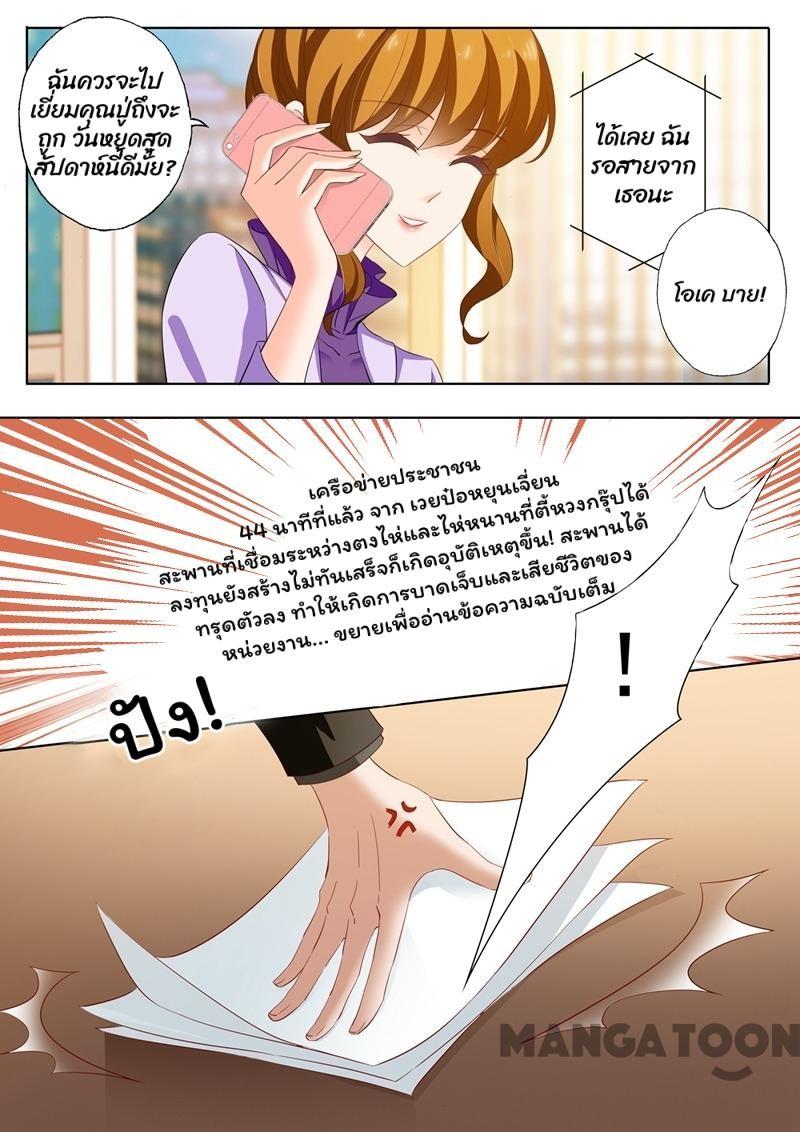 ฉันควรจะไป
เยี่ยมคุณปู่ถึงจะ
ถูก วันหยุดสุด
สัปดาห์นี้ดีมั้ย?
ได้เลย ฉัน
รอสายจาก
เธอนะ
โอเค บาย!
เครือข่ายประชาชน
44 นาทีที่แล้ว จาก เวยป๋อหยุนเจี่ยน
สะพานที่เชื่อมระหว่างตงไห่และไห่หนานที่ตี้หวงกรุ๊ปได้
ลงทุนยังสร้างไม่ทันเสร็จก็เกิดอุบัติเหตุขึ้น! สะพานได้
ทรุดตัวลง ทำให้เกิดการบาดเจ็บและเสียชีวิตของ
หน่วยงาน... ขยายเพื่ออ่านข้อความฉบับเต็ม
!
ปัง!
MANGATOON